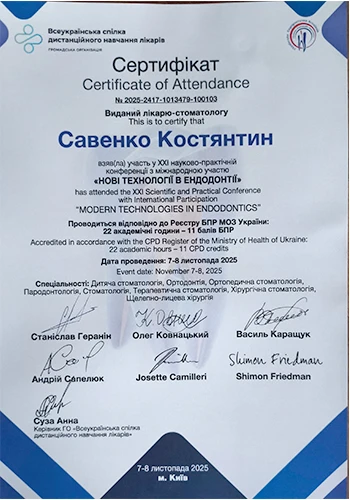 Всеукраїнська спілка
дистанційного навчання лікарів
ГРОМАДСЬКА ОРГАНІЗАЦІЯ
Сертифікат
Certificate of Attendance
№ 2025-2417-1013479-100103
Виданий лікарю-стоматологу
This is to certify that
Савенко Костянтин
взяв(ла) участь у XXI науково-практичній
конференції з міжнародною участю
«НОВІ ТЕХНОЛОГІЇ В ЕНДОДОНТІЇ»
has attended the XXI Scientific and Practical Conference
with International Participation
"MODERN TECHNOLOGIES IN ENDODONTICS"
Проводиться відповідно до Реєстру БПР МОЗ України:
22 академічні години – 11 балів БПР
Accredited in accordance with the CPD Register of the Ministry of Health of Ukraine:
22 academic hours – 11 CPD credits
Дата проведення: 7-8 листопада 2025
Event date: November 7-8, 2025
Спеціальності: Дитяча стоматологія, Ортодонтія, Ортопедична стоматологія,
Пародонтологія, Стоматологія, Терапевтична стоматологія, Хірургічна стоматологія,
Щелепно-лицева хірургія
Станіслав Геранін
Олег Ковнацький
Василь Каращук
Shimon Friedman
Андрій Сапелюк
Josette Camilleri
Shimon Friedman
Суза Анна
Керівник ГО «Всеукраїнська спілка
дистанційного навчання лікарів»
7-8 листопада 2025
м. Київ